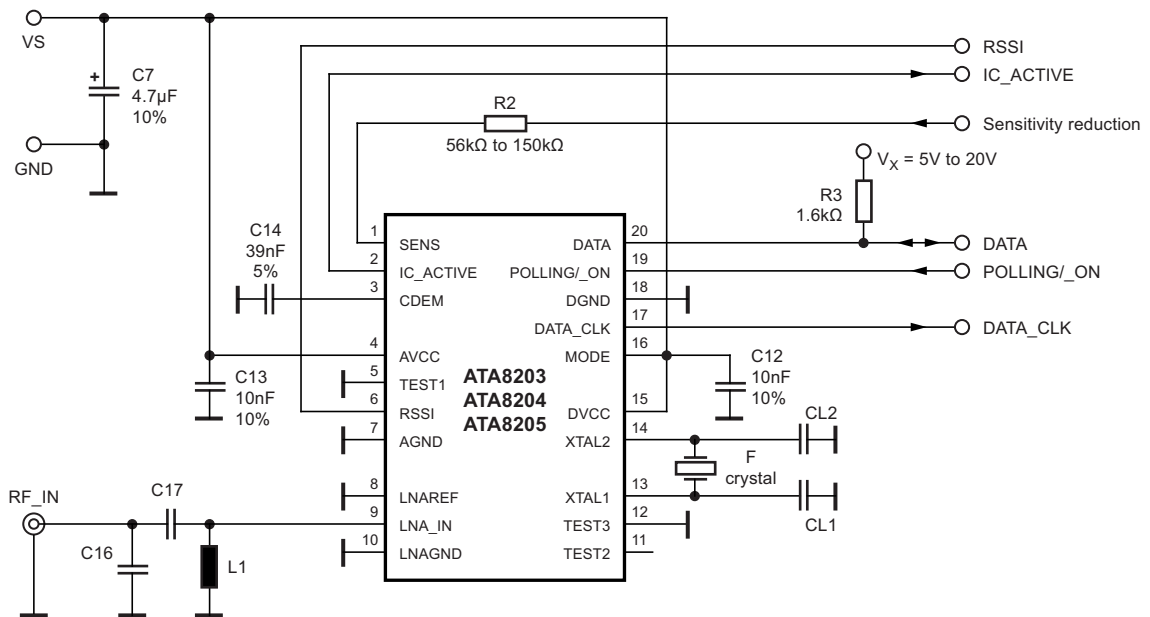 VS
+
C7
4.7µF
10%
GND
RSSI
IC_ACTIVE
R2
56kΩ to 150kΩ
Sensitivity reduction
VX = 5V to 20V
R3
1.6kΩ
C14
39nF
5%
1
SENS
2
IC_ACTIVE
3
CDEM
4
AVCC
5
TEST1
6
RSSI
7
AGND
8
LNAREF
9
LNA_IN
10
LNAGND
ATA8203
ATA8204
ATA8205
DATA
20
POLLING/_ON
19
DGND
18
DATA_CLK
17
MODE
16
DVCC
15
XTAL2
14
XTAL1
13
TEST3
12
TEST2
11
DATA
POLLING/_ON
DATA_CLK
C13
10nF
10%
C12
10nF
10%
CL2
F
crystal
CL1
RF_IN
C17
C16
L1